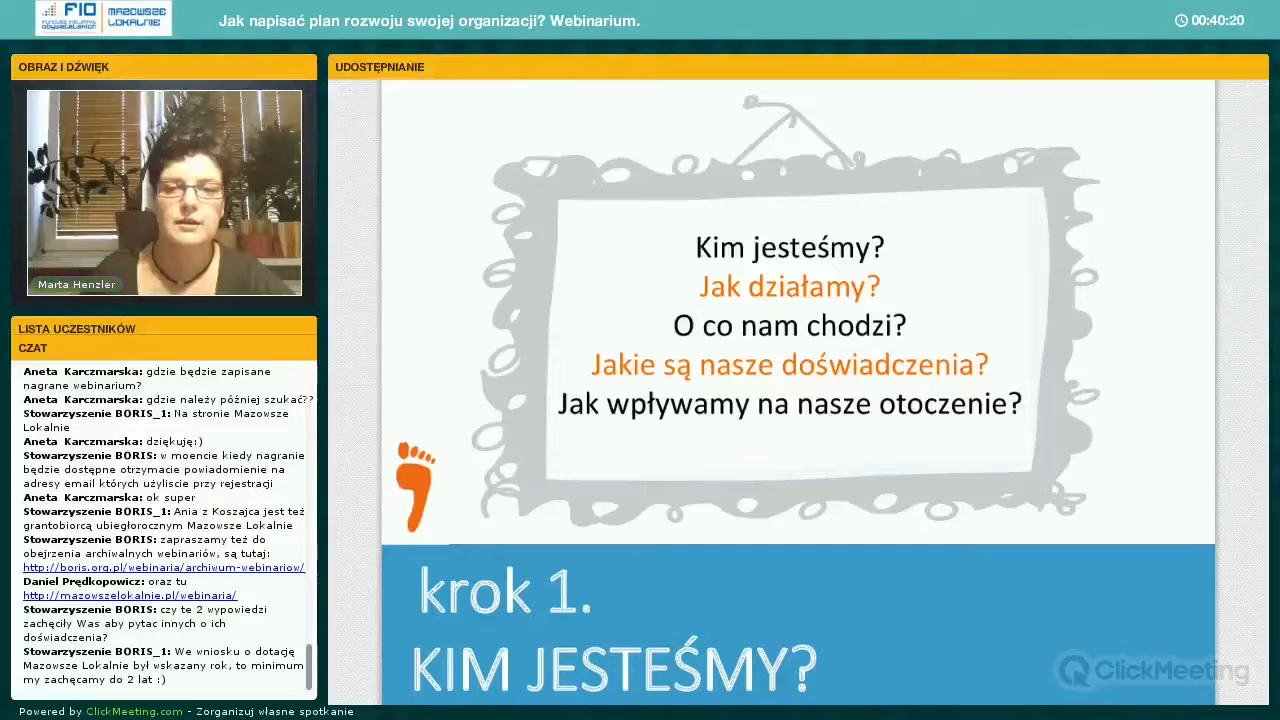 FIO
fundusz inicjatyw
obywatelskich
MAZOWSZE
LOKALNIE
Jak napisać plan rozwoju swojej organizacji? Webinarium.
00:40:20
OBRAZ I DŹWIĘK
Marta Henzler
LISTA UCZESTNIKÓW
CZAT
Aneta Karczmarska: gdzie będzie zapisane
nagrane webinarium?
Aneta Karczmarska: gdzie należy później szukać??
Stowarzyszenie BORIS_1: Na stronie Mazowsze
Lokalnie
Aneta Karczmarska: dziękuję;)
Stowarzyszenie BORIS: w moencie kiedy nagranie
będzie dostępne otrzymacie powiadomienie na
adresy email których użyliście przy rejestracji
Aneta Karczmarska: ok super
Stowarzyszenie BORIS_1: Ania z Koszajca jest też
grantobiorcą ubiegłorocznym Mazowsze Lokalnie
Stowarzyszenie BORIS: zapraszamy też do
obejrzenia archiwalnych webinariów, są tutaj:
http://boris.org.pl/webinaria/archiwum-webinariow/
Daniel Prędkopowicz: oraz tu
http://mazowszelokalnie.pl/webinaria/
Stowarzyszenie BORIS: czy te 2 wypowiedzi
zachęciły Was aby pytac innych o ich
doświadczenia?
Stowarzyszenie BORIS_1: We wniosku o dotację
Mazowsze Lokalnie był wskazany rok, to minimum
my zachęcamy do 2 lat :)
UDOSTĘPNIANIE
Kim jesteśmy?
Jak działamy?
O co nam chodzi?
Jakie są nasze doświadczenia?
Jak wpływamy na nasze otoczenie?
krok 1.
KIM JESTEŚMY?
ClickMeeting
Powered by ClickMeeting.com - Zorganizuj własne spotkanie